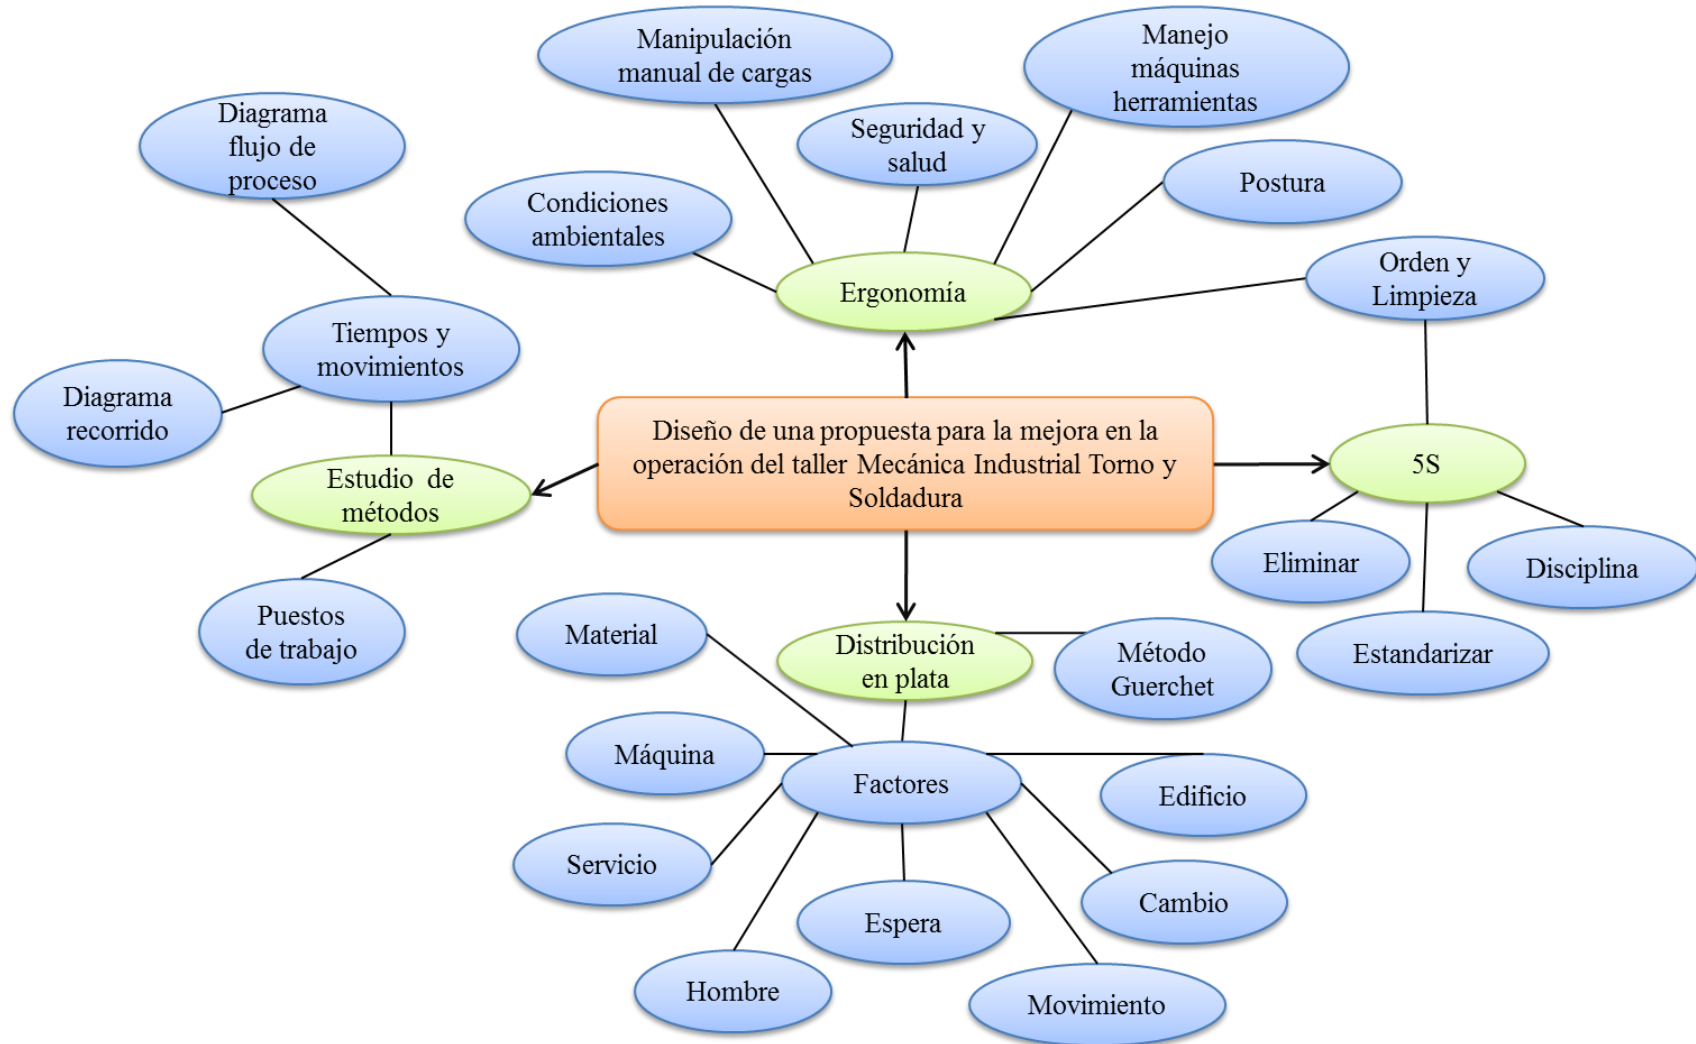 Manipulación
manual de cargas
Manejo
máquinas
herramientas
Diagrama
flujo de
proceso
Seguridad y
salud
Postura
Condiciones
ambientales
Orden y
Limpieza
Ergonomía
Tiempos y
movimientos
Diagrama
recorrido
Diseño de una propuesta para la mejora en la
operación del taller Mecánica Industrial Torno y
Soldadura
5S
Estudio de
métodos
Eliminar
Disciplina
Puestos
de trabajo
Material
Distribución
en plata
Método
Guerchet
Estandarizar
Máquina
Factores
Edificio
Servicio
Espera
Cambio
Hombre
Movimiento